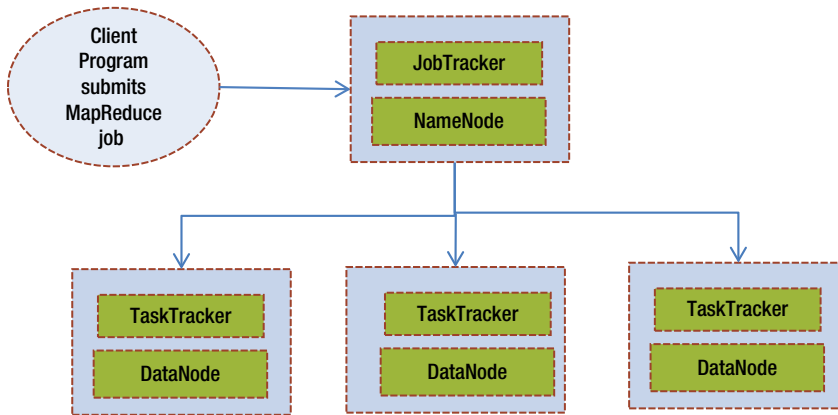 Client
Program
submits
MapReduce
job
JobTracker
NameNode
TaskTracker
DataNode
TaskTracker
DataNode
TaskTracker
DataNode